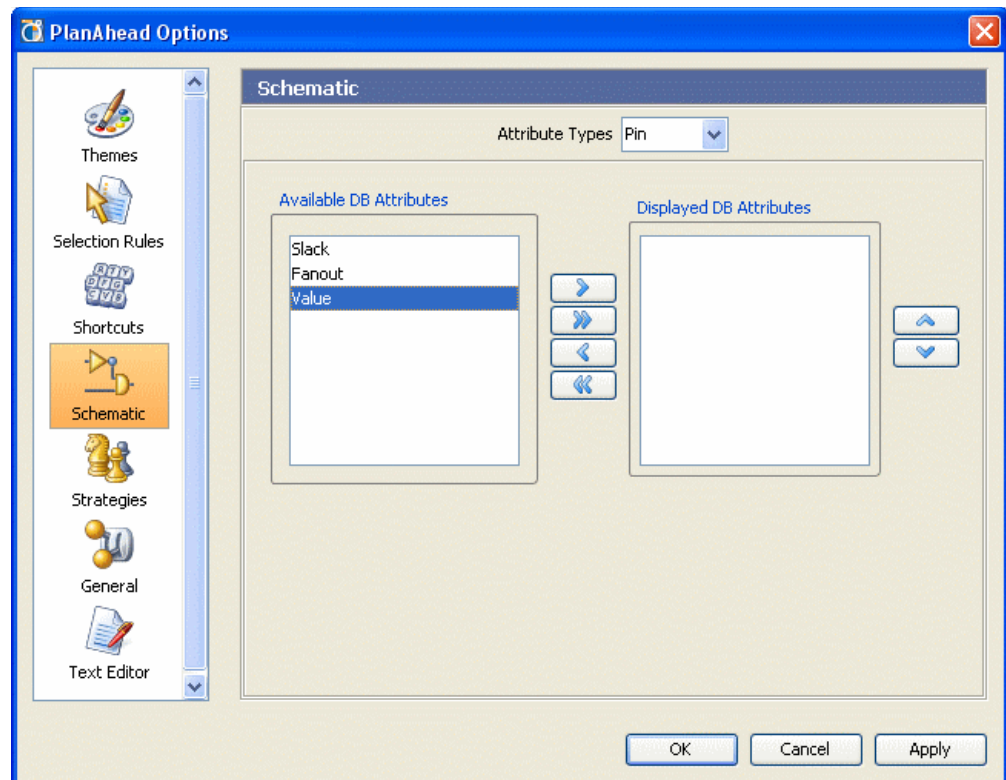 PlanAhead Options
Themes
Selection Rules
Shortcuts
Schematic
Strategies
General
Text Editor
Schematic
Attribute Types Pin
Available DB Attributes
Slack
Fanout
Value
Displayed DB Attributes
OK Cancel Apply